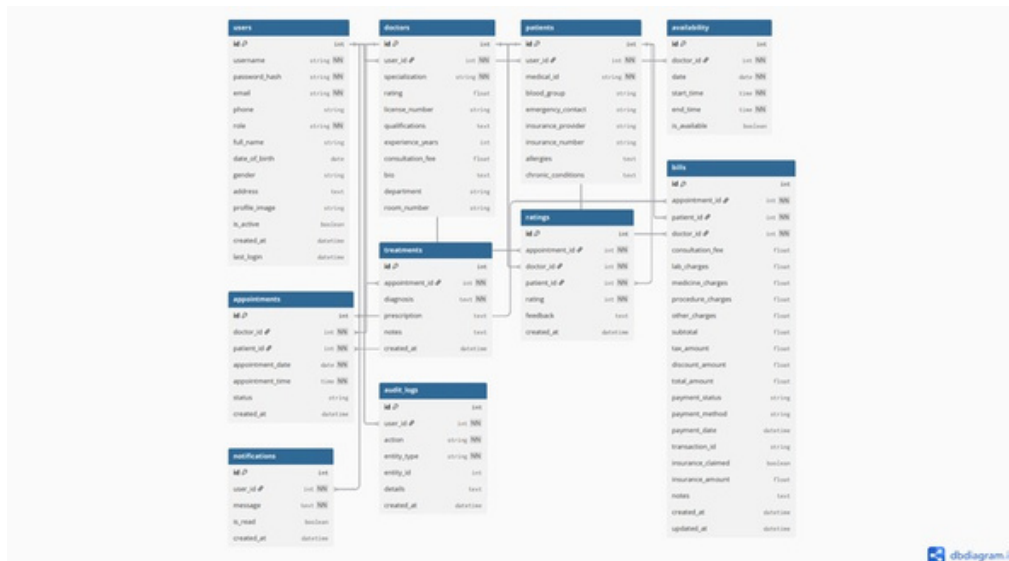 users
id int
username string NN
password_hash string NN
email string NN
phone string
role string NN
full_name string
date_of_birth date
gender string
address text
profile_image string
is_active boolean
created_at datetime
last_login datetime
doctors
id int
user_id int NN
specialization string NN
rating float
license_number string
qualifications text
experience_years int
consultation_fee float
bio text
department string
room_number string
patients
id int
user_id int NN
medical_id string NN
blood_group string
emergency_contact string
insurance_provider string
insurance_number string
allergies text
chronic_conditions text
availability
id int
doctor_id int NN
date date NN
start_time time NN
end_time time NN
is_available boolean
bills
id int
appointment_id int NN
patient_id int NN
doctor_id int NN
consultation_fee float
lab_charges float
medicine_charges float
procedure_charges float
other_charges float
subtotal float
tax_amount float
discount_amount float
total_amount float
payment_status string
payment_method string
payment_date datetime
transaction_id string
insurance_claimed boolean
insurance_amount float
notes text
created_at datetime
updated_at datetime
ratings
id int
appointment_id int NN
doctor_id int NN
patient_id int NN
rating int NN
feedback text
created_at datetime
treatments
id int
appointment_id int NN
diagnosis text NN
prescription text
notes text
created_at datetime
appointments
id int
doctor_id int NN
patient_id int NN
appointment_date date NN
appointment_time time NN
status string
created_at datetime
audit_logs
id int
user_id int NN
action string NN
entity_type string NN
entity_id int
details text
created_at datetime
notifications
id int
user_id int NN
message text NN
is_read boolean
created_at datetime
dbdiagram.i